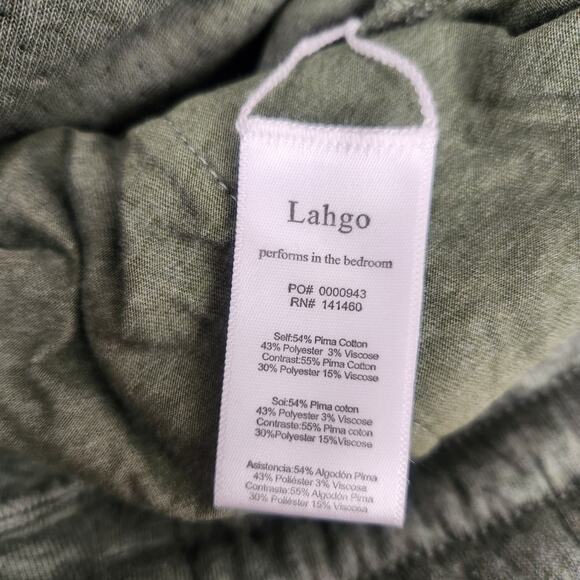 Lahgo
performs in the bedroom
PO# 0000943
RN# 141460
Self:54% Pima Cotton
43% Polyester 3% Viscose
Contrast:55% Pima Cotton
30% Polyester 15% Viscose
Soi:54% Pima coton
43% Polyester 3% Viscose
Contraste:55% Pima coton
30%Polyester 15%Viscose
Asistencia:54% Algodón Pima
43% Poliéster 3% Viscosa
Contraste:55% Algodón Pima
30% Poliéster 15% Viscosa